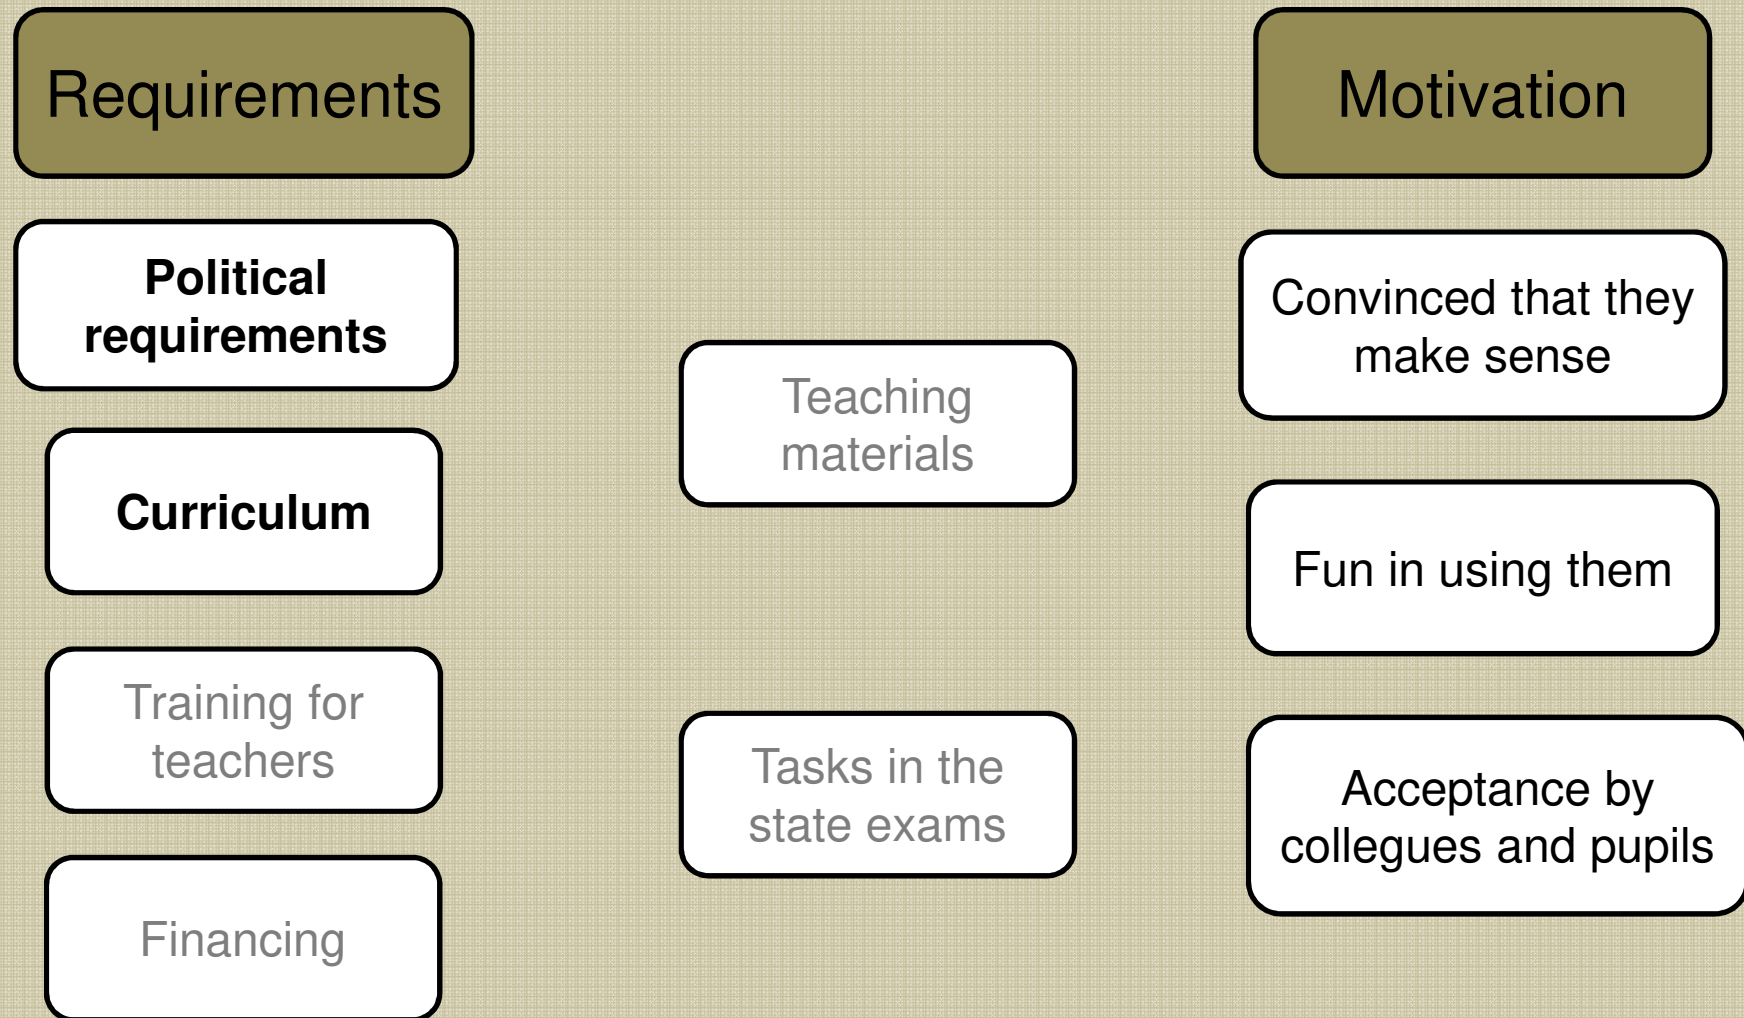 Requirements
Political
requirements
Curriculum
Training for
teachers
Financing
Teaching
materials
Tasks in the
state exams
Motivation
Convinced that they
make sense
Fun in using them
Acceptance by
collegues and pupils